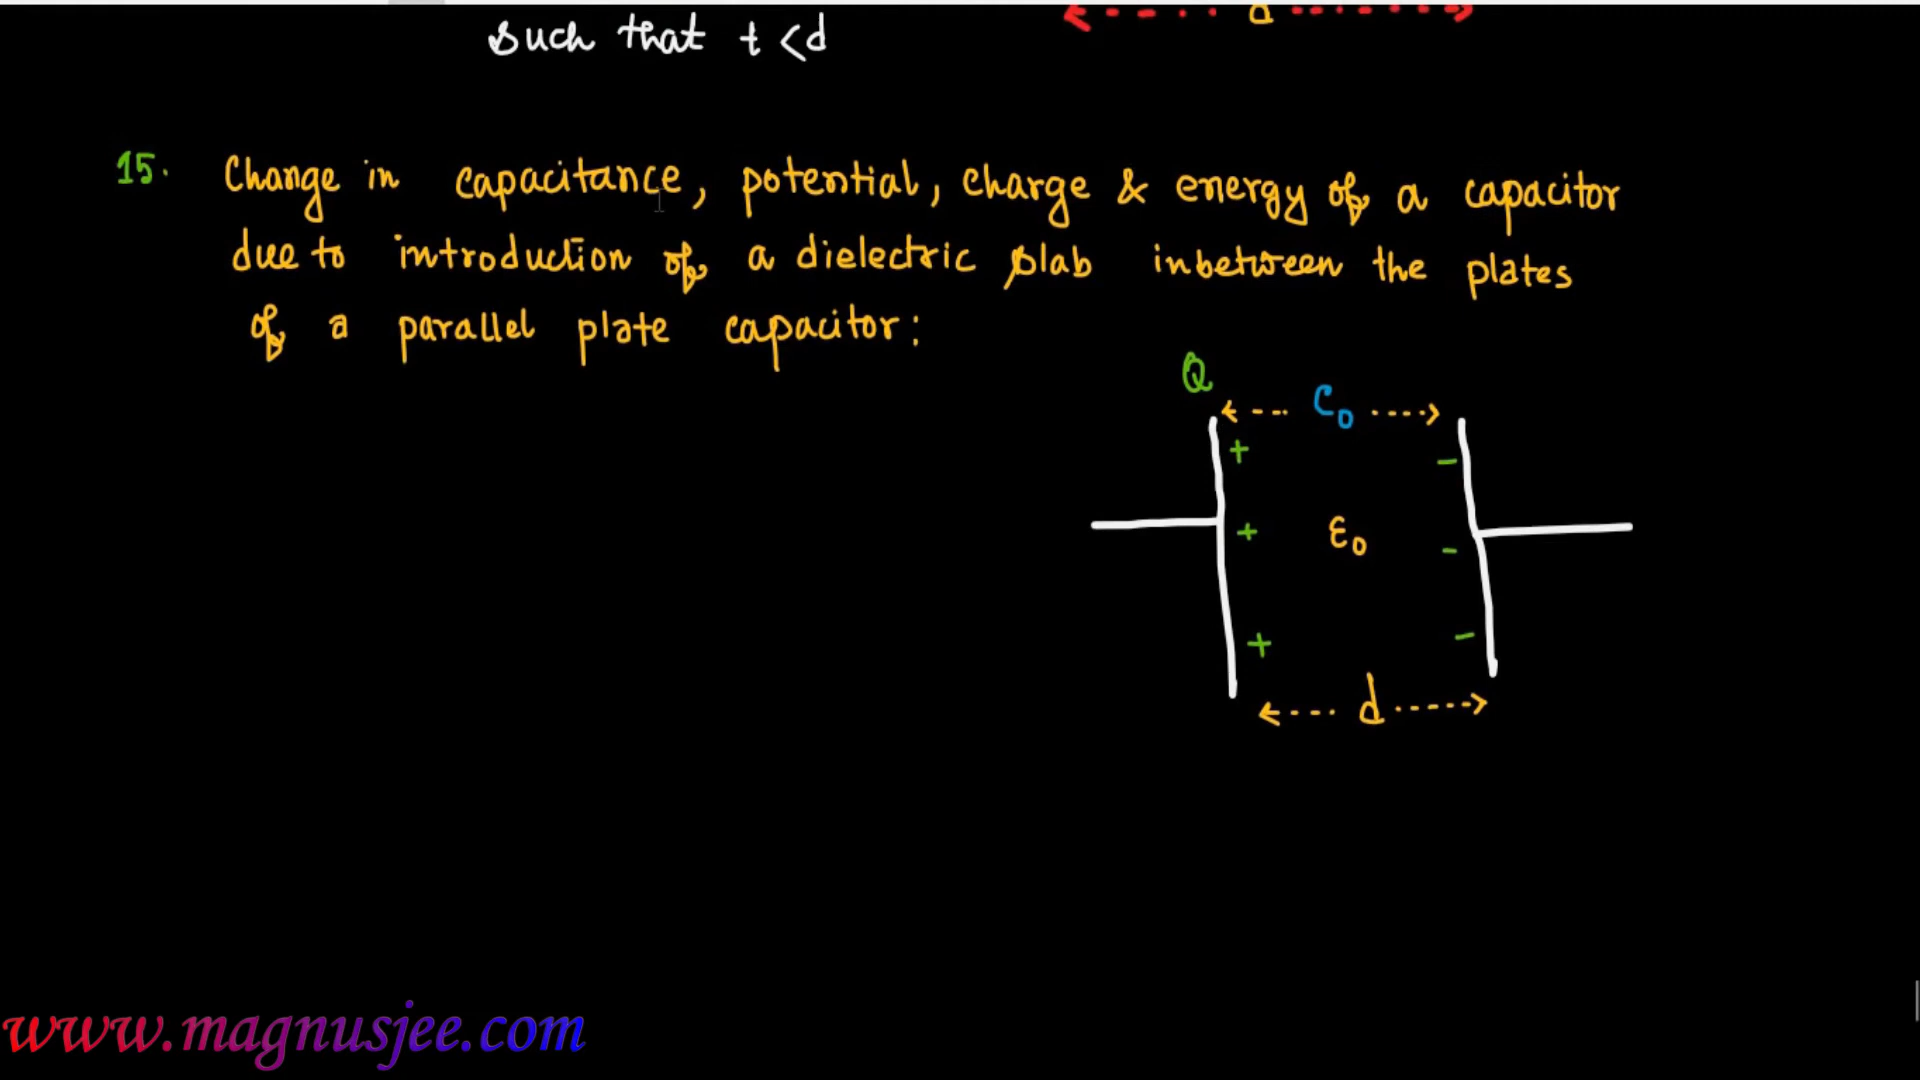 d
such that t < d
15. Change in capacitance, potential, charge & energy of a capacitor
due to introduction of a dielectric slab inbetween the plates
of a parallel plate capacitor:
Q
C₀
+ -
+ ε₀ -
+ -
d
www.magnusjee.com